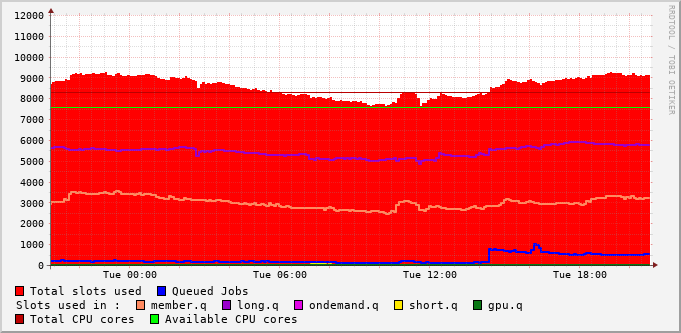 12000
11000
10000
9000
8000
7000
6000
5000
4000
3000
2000
1000
0
Tue 00:00 Tue 06:00 Tue 12:00 Tue 18:00
RRDTOOL / TOBI OETIKER
Total slots used Queued Jobs
Slots used in : member.q long.q ondemand.q short.q gpu.q
Total CPU cores Available CPU cores